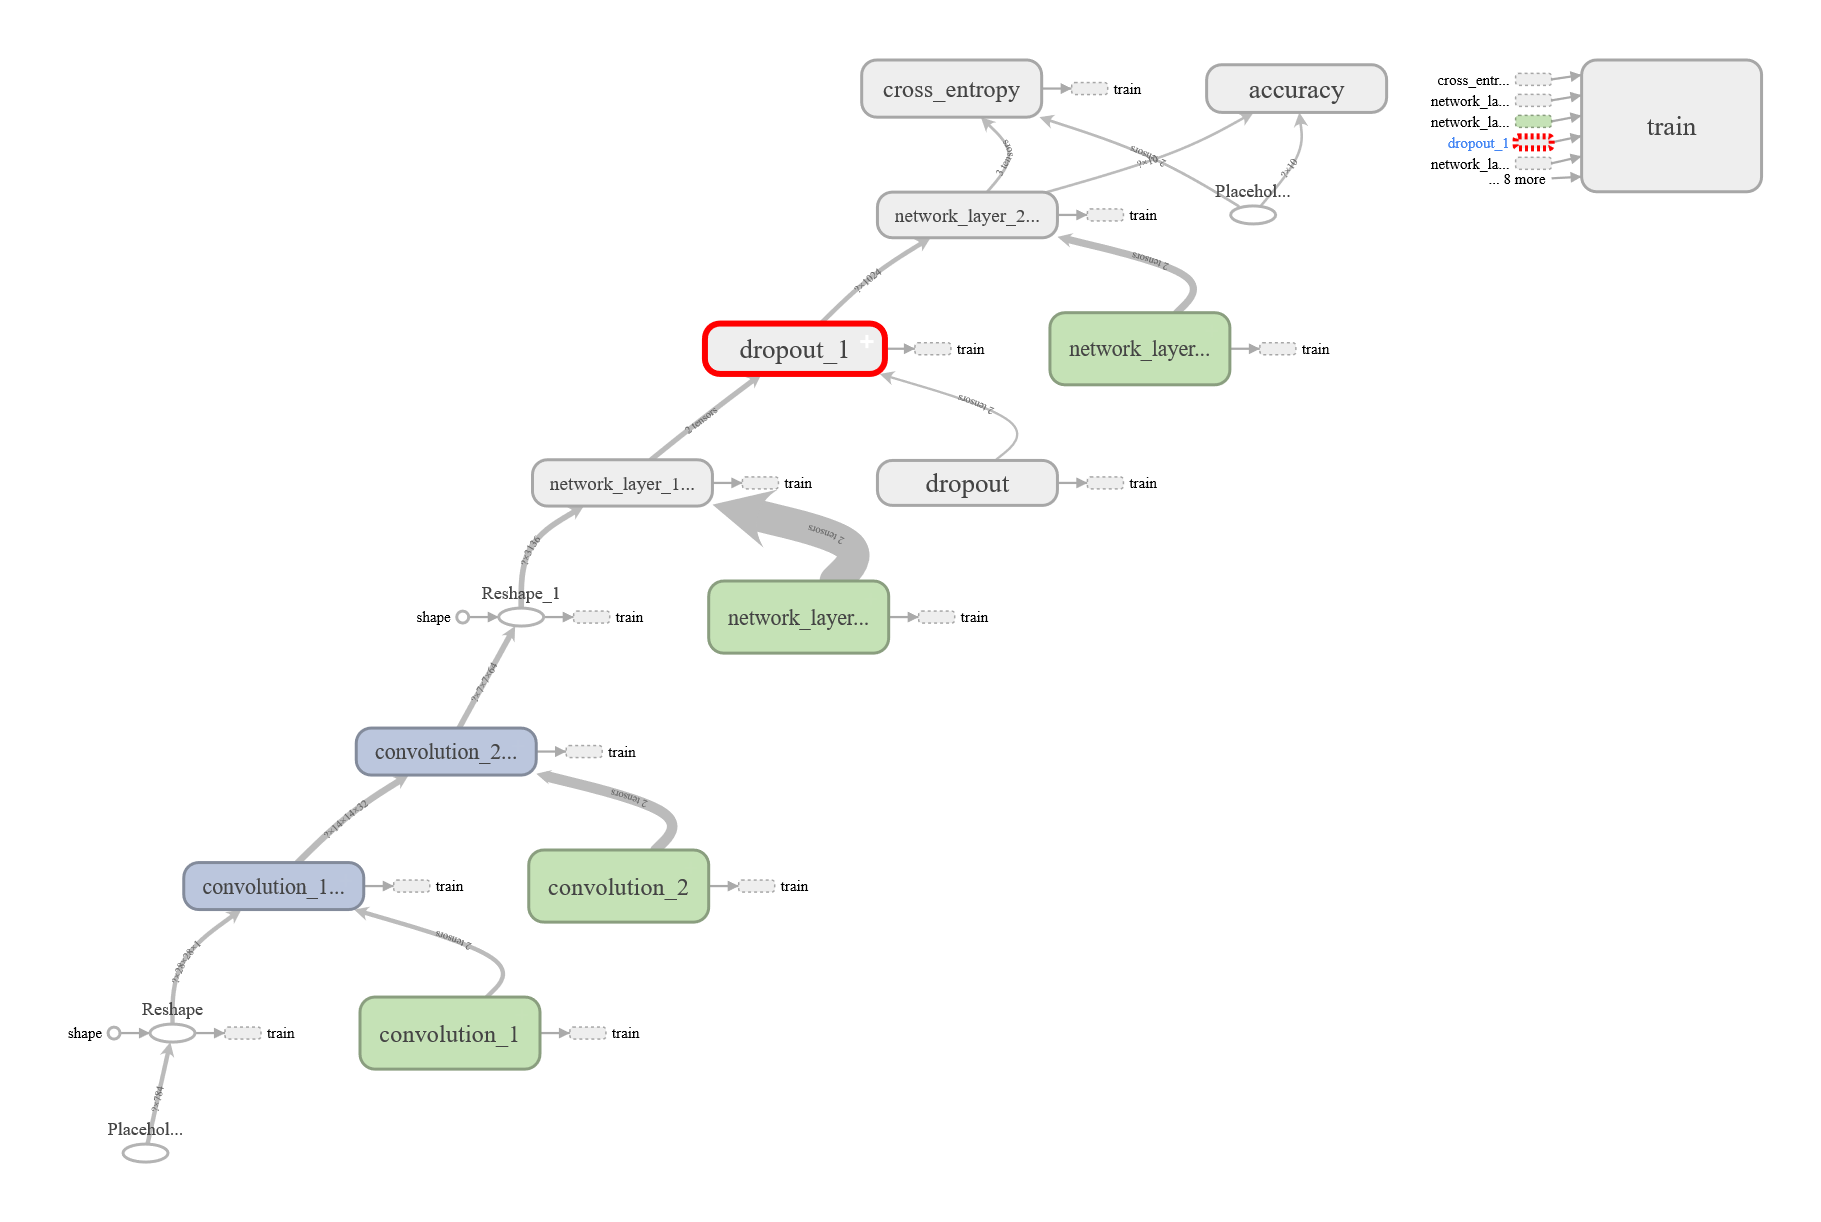 cross_entropy
train
accuracy
cross_entr...
network_la...
network_la...
dropout_1
network_la...
... 8 more
train
3 tensors
2 tensors
?×10
?×10
Placehol...
network_layer_2...
train
?×1024
2 tensors
dropout_1
+
train
network_layer...
train
2 tensors
2 tensors
network_layer_1...
train
dropout
train
?×3136
2 tensors
Reshape_1
shape
train
network_layer...
train
?×7×7×64
convolution_2...
train
?×14×14×32
2 tensors
convolution_1...
train
convolution_2
train
?×28×28×1
2 tensors
Reshape
shape
train
convolution_1
train
?×784
Placehol...